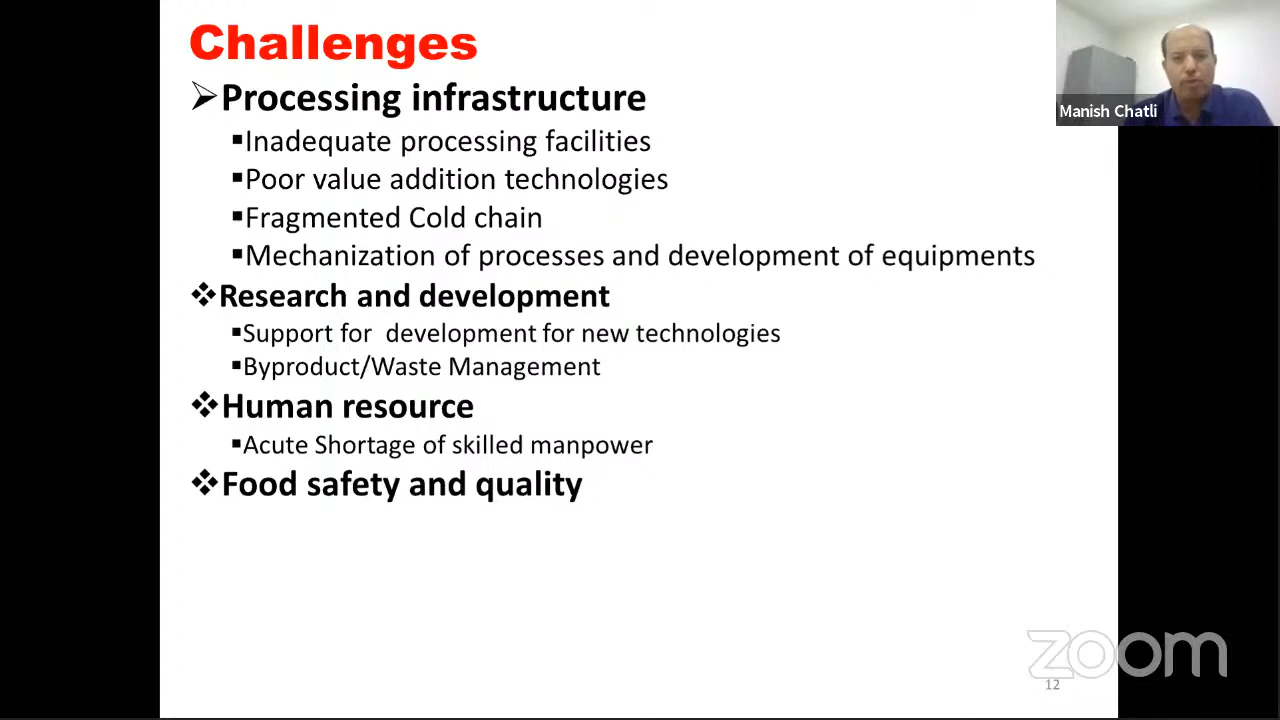 Challenges
Processing infrastructure
Inadequate processing facilities
Poor value addition technologies
Fragmented Cold chain
Mechanization of processes and development of equipments
Research and development
Support for development for new technologies
Byproduct/Waste Management
Human resource
Acute Shortage of skilled manpower
Food safety and quality
Manish Chatli
zoom
12